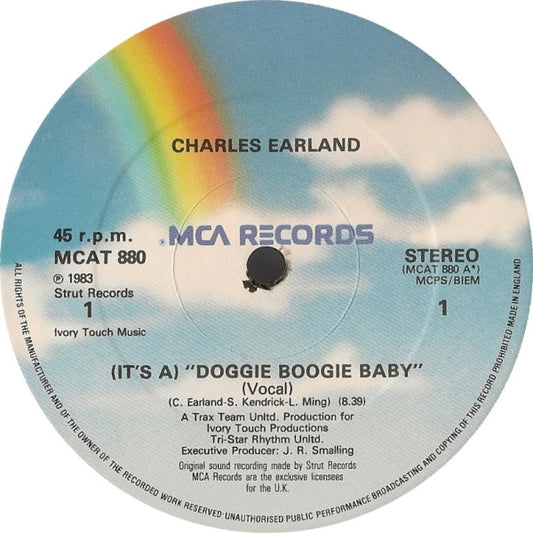 CHARLES EARLAND
MCA RECORDS®
45 r.p.m.
MCAT 880
℗ 1983
Strut Records
1
Ivory Touch Music
STEREO
(MCAT 880 A*)
MCPS/BIEM
1
(IT'S A) "DOGGIE BOOGIE BABY"
(Vocal)
(C. Earland-S. Kendrick-L. Ming) (8.39)
A Trax Team Unltd. Production for
Ivory Touch Productions
Tri-Star Rhythm Unltd.
Executive Producer: J. R. Smalling
Original sound recording made by Strut Records
MCA Records are the exclusive licensees
for the U.K.
ALL RIGHTS OF THE MANUFACTURER AND OF THE OWNER OF THE RECORDED WORK RESERVED·UNAUTHORISED PUBLIC PERFORMANCE BROADCASTING AND COPYING OF THIS RECORD PROHIBITED·MADE IN ENGLAND